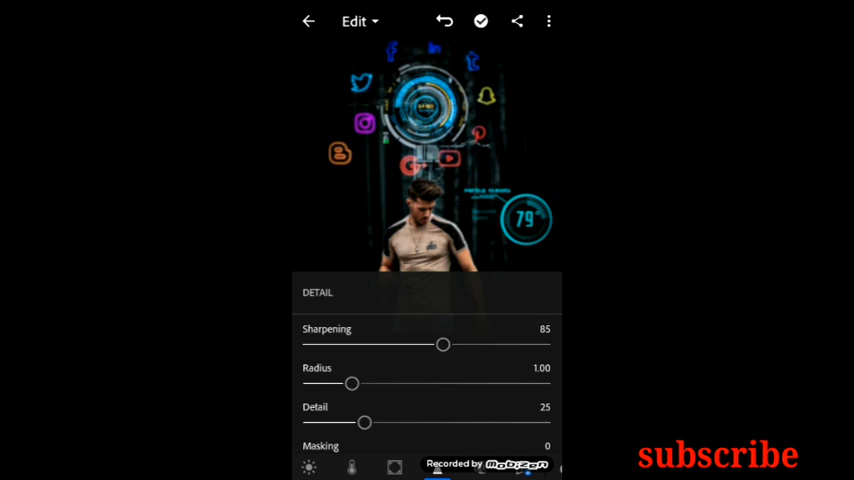 Edit
79
DETAIL
Sharpening 85
Radius 1.00
Detail 25
Masking 0
Recorded by mobizen
subscribe